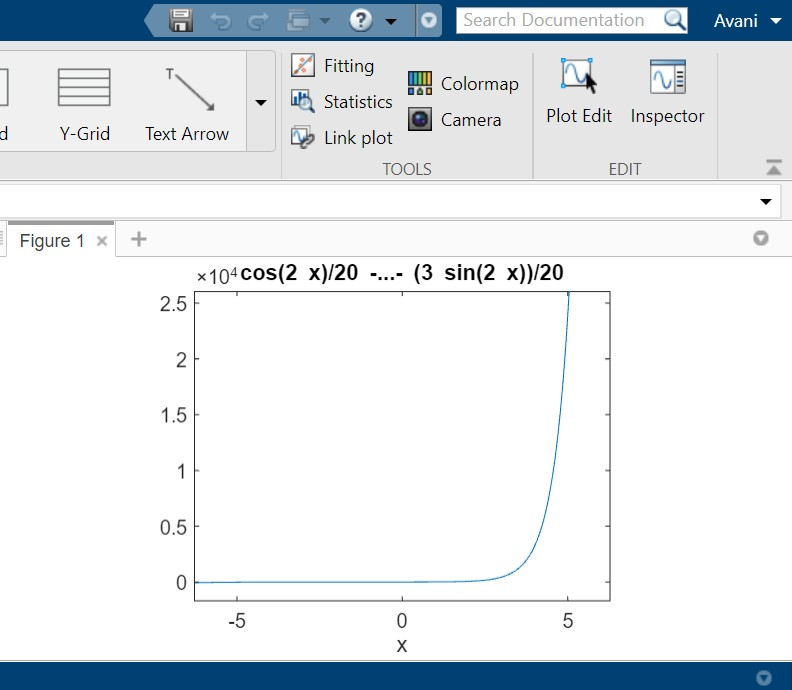 Search Documentation
Avani
d
Y-Grid
Text Arrow
Fitting
Statistics
Link plot
Colormap
Camera
TOOLS
Plot Edit
Inspector
EDIT
Figure 1
×10⁴ cos(2 x)/20 -...- (3 sin(2 x))/20
2.5
2
1.5
1
0.5
0
-5
0
5
x